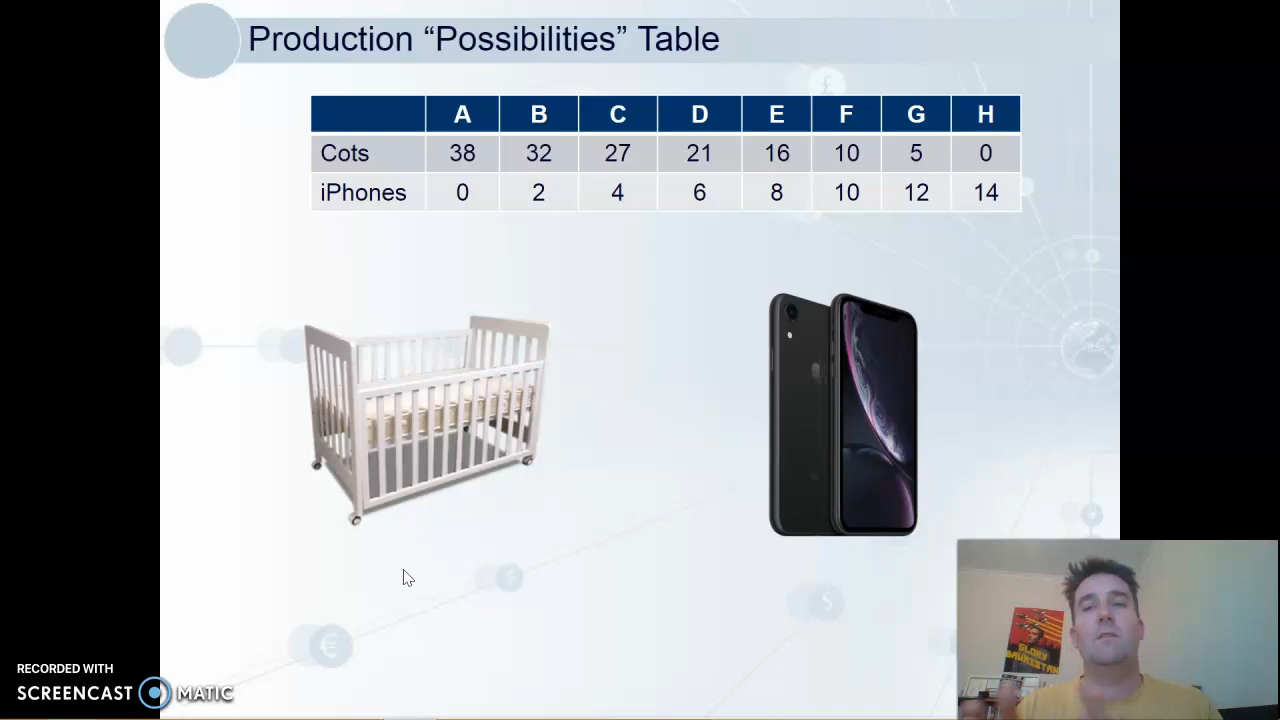 Production “Possibilities” Table
A B C D E F G H
Cots 38 32 27 21 16 10 5 0
iPhones 0 2 4 6 8 10 12 14
GLORY
RECORDED WITH
SCREENCAST MATIC